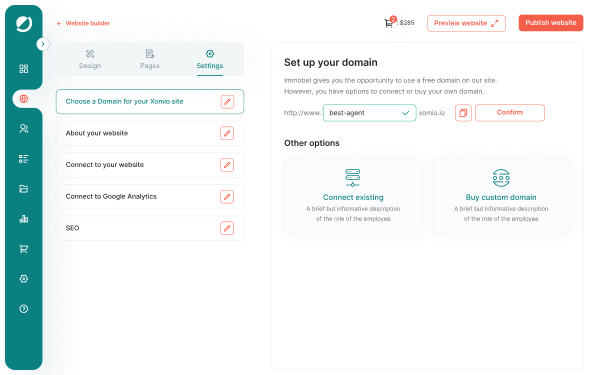 Website builder
2
: $285
Preview website
Publish website
Design
Pages
Settings
Choose a Domain for your Xomio site
About your website
Connect to your website
Connect to Google Analytics
SEO
Set up your domain
Immobel gives you the opportunity to use a free domain on our site.
However, you have options to connect or buy your own domain.
http://www.
best-agent
xomio.io
Confirm
Other options
Connect existing
A brief but informative description
of the role of the employee
Buy custom domain
A brief but informative description
of the role of the employee